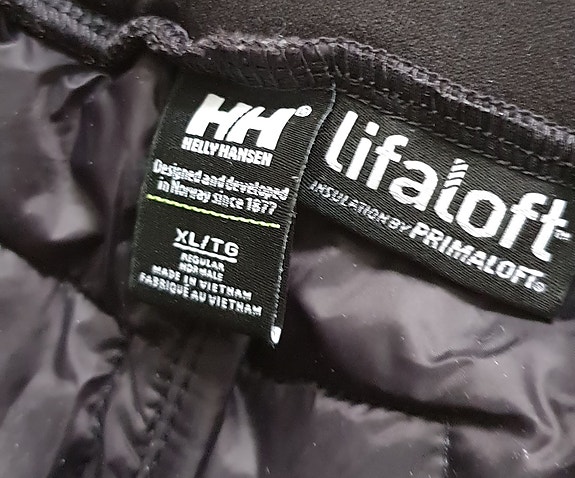 HH®
HELLY HANSEN
Designed and developed
in Norway since 1877
XL/TG
REGULAR
NORMALE
MADE IN VIETNAM
FABRIQUÉ AU VIETNAM
lifaloft™
INSULATION BY PRIMALOFT®